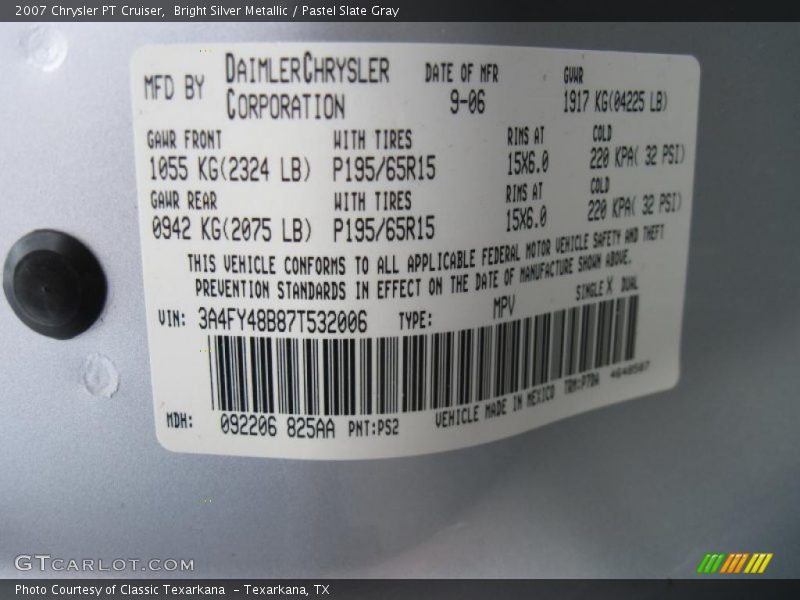 2007 Chrysler PT Cruiser, Bright Silver Metallic / Pastel Slate Gray
MFD BY DAIMLERCHRYSLER CORPORATION DATE OF MFR 9-06 GVWR 1917 KG(04225 LB)
GAWR FRONT WITH TIRES RIMS AT COLD
1055 KG(2324 LB) P195/65R15 15X6.0 220 KPA( 32 PSI)
GAWR REAR WITH TIRES RIMS AT COLD
0942 KG(2075 LB) P195/65R15 15X6.0 220 KPA( 32 PSI)
THIS VEHICLE CONFORMS TO ALL APPLICABLE FEDERAL MOTOR VEHICLE SAFETY AND THEFT
PREVENTION STANDARDS IN EFFECT ON THE DATE OF MANUFACTURE SHOWN ABOVE.
VIN: 3A4FY48B87T532006 TYPE: MPV SINGLE X DUAL
MDH: 092206 825AA PNT:PS2 VEHICLE MADE IN MEXICO TRM:P7DH
GTCARLOT.COM
Photo Courtesy of Classic Texarkana - Texarkana, TX